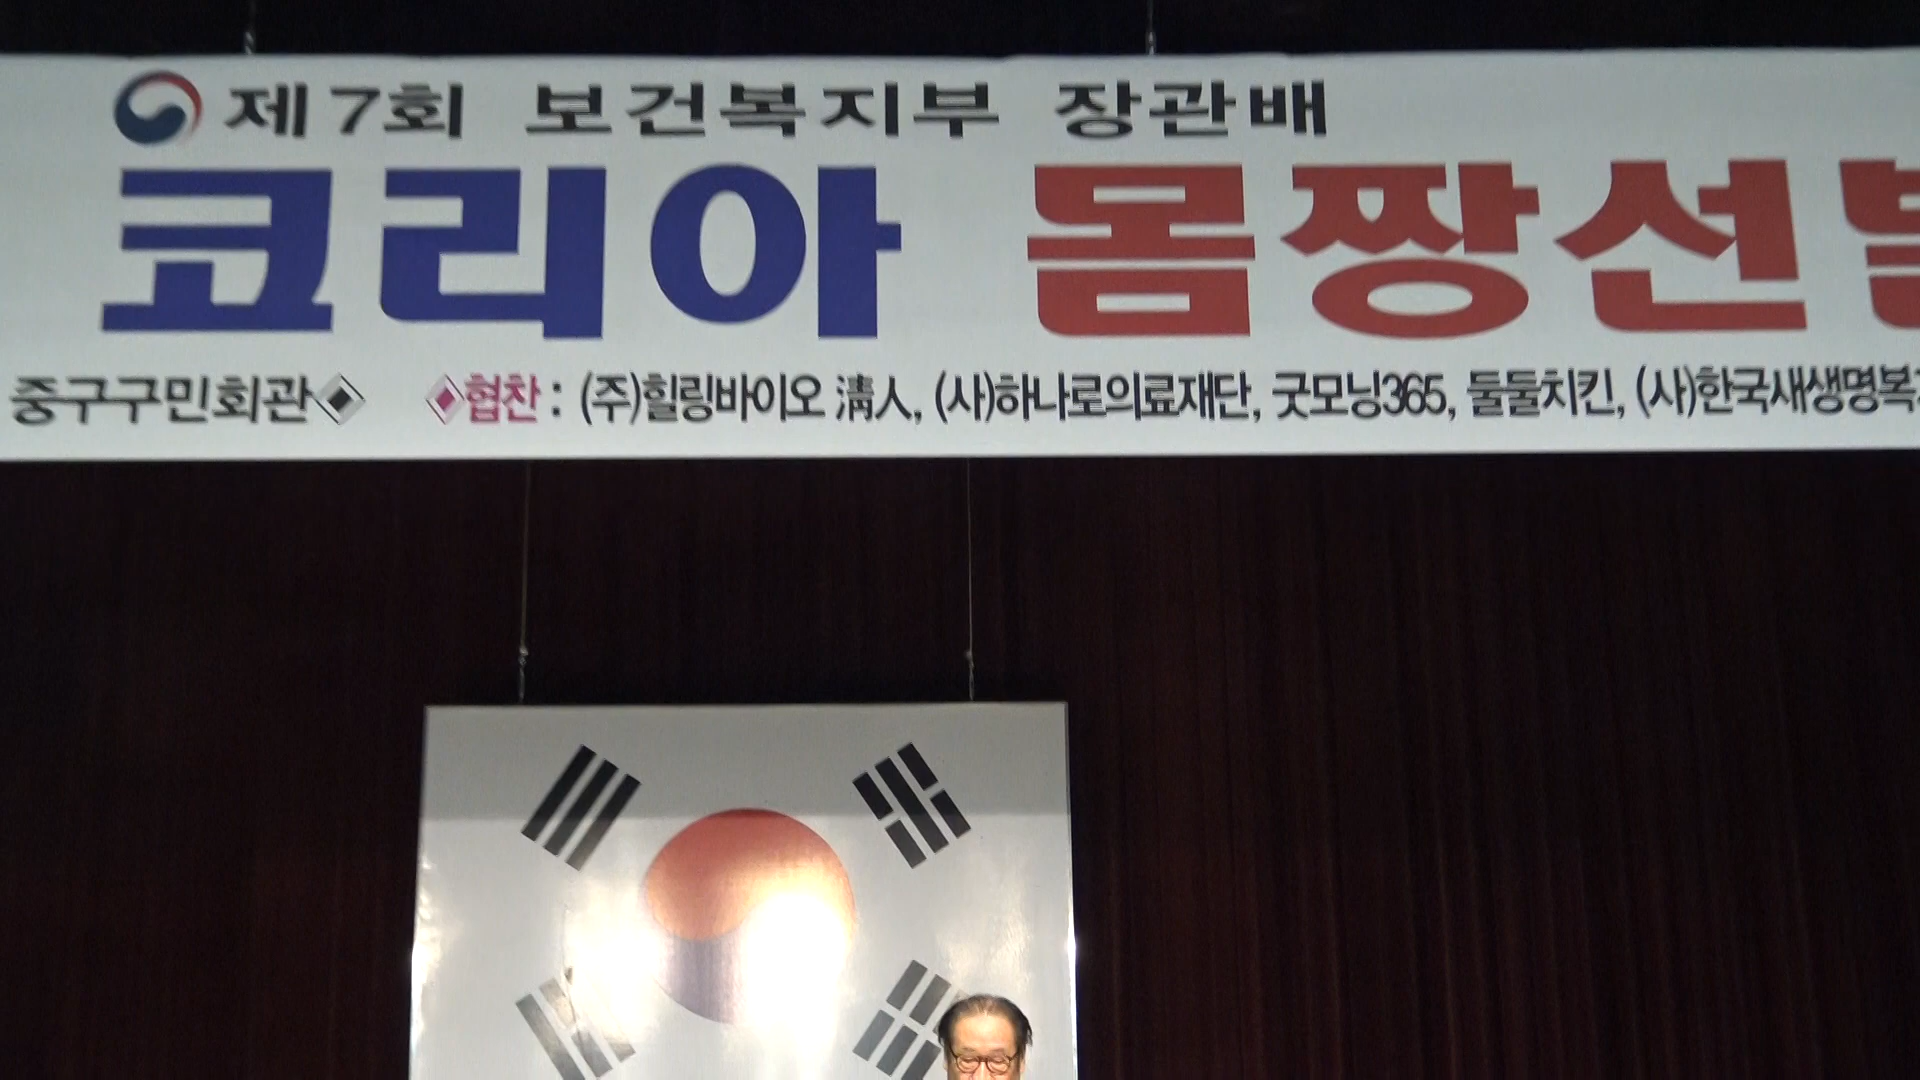 제7회 보건복지부 장관배
코리아 몸짱선
중구구민회관 협찬 : (주)힐링바이오 淸人, (사)하나로의료재단, 굿모닝365, 둘둘치킨, (사)한국새생명복